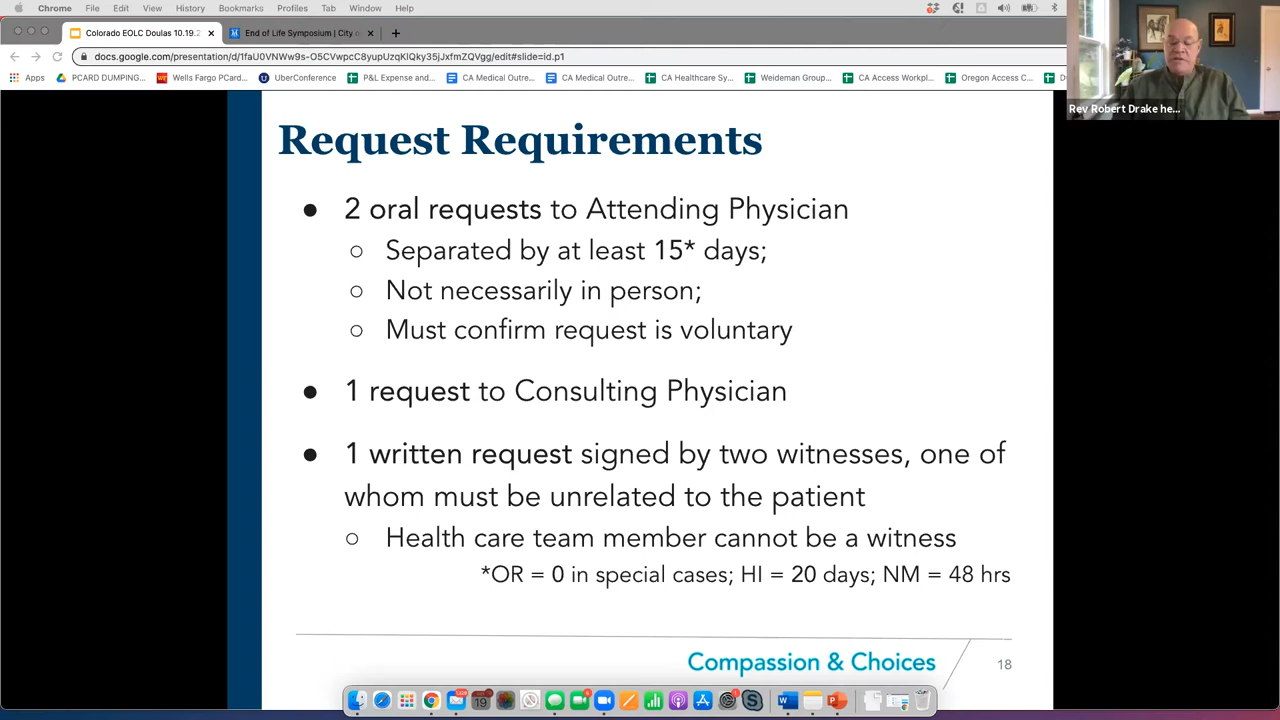 Chrome File Edit View History Bookmarks Profiles Tab Window Help
Colorado EOLC Doulas 10.19.2 × End of Life Symposium | City o × +
docs.google.com/presentation/d/1faU0VNWw9s-O5CVwpcC8yupUzqKlQky35jJxfmZQVgg/edit#slide=id.p1
Apps PCARD DUMPING... Wells Fargo PCard... UberConference P&L Expense and... CA Medical Outre... CA Medical Outre... CA Healthcare Sy... Weideman Group... CA Access Workpl... Oregon Access C...
Rev Robert Drake he...
Request Requirements
● 2 oral requests to Attending Physician
○ Separated by at least 15* days;
○ Not necessarily in person;
○ Must confirm request is voluntary
● 1 request to Consulting Physician
● 1 written request signed by two witnesses, one of
whom must be unrelated to the patient
○ Health care team member cannot be a witness
*OR = 0 in special cases; HI = 20 days; NM = 48 hrs
Compassion & Choices 18
19